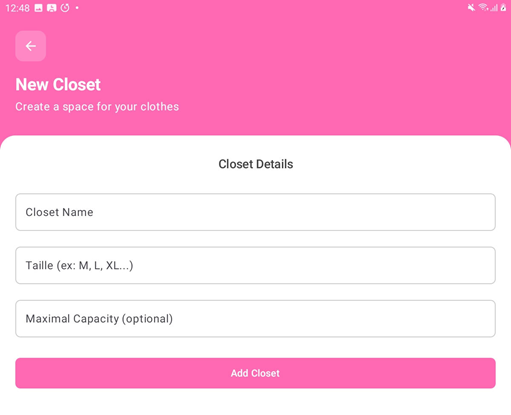 12:48
New Closet
Create a space for your clothes
Closet Details
Closet Name
Taille (ex: M, L, XL...)
Maximal Capacity (optional)
Add Closet